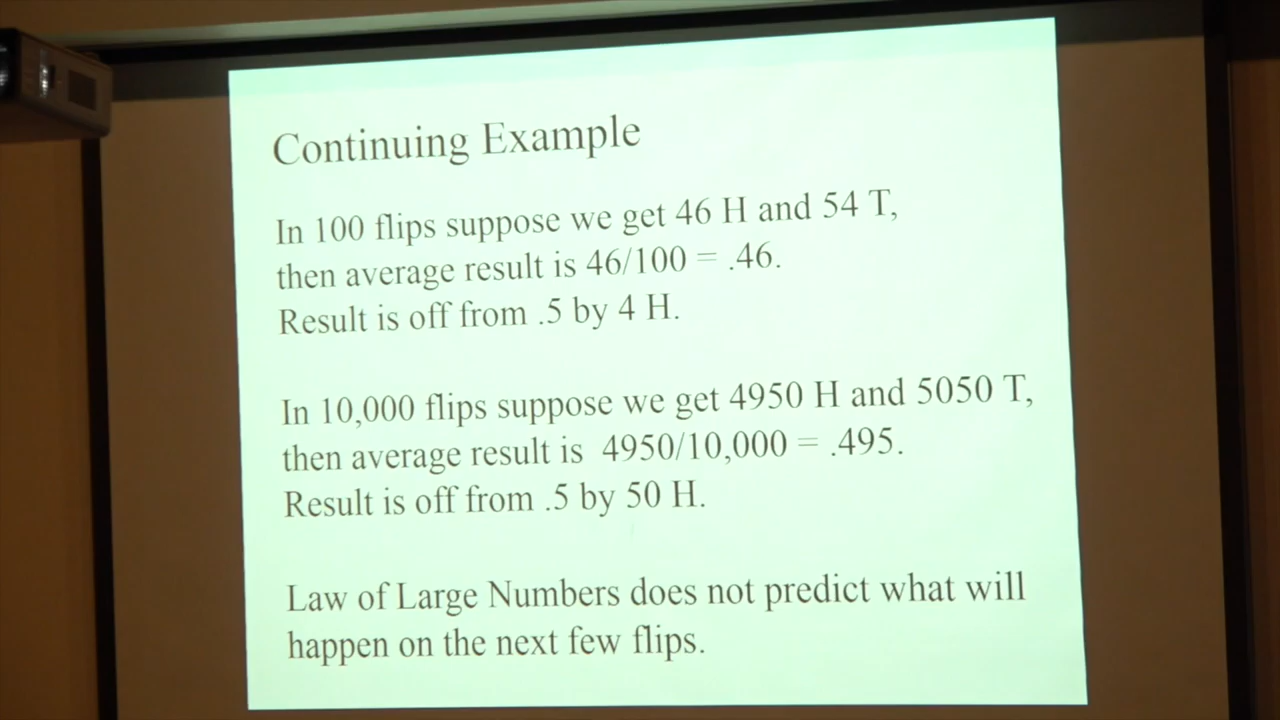 Continuing Example
In 100 flips suppose we get 46 H and 54 T,
then average result is 46/100 = .46.
Result is off from .5 by 4 H.
In 10,000 flips suppose we get 4950 H and 5050 T,
then average result is 4950/10,000 = .495.
Result is off from .5 by 50 H.
Law of Large Numbers does not predict what will
happen on the next few flips.